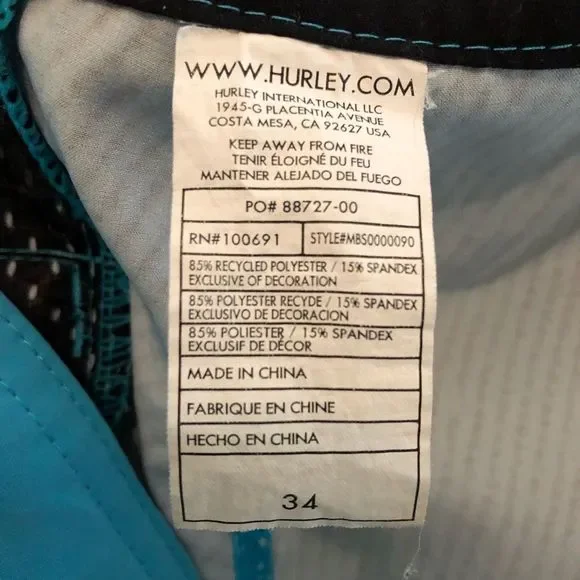 WWW.HURLEY.COM
HURLEY INTERNATIONAL LLC
1945-G PLACENTIA AVENUE
COSTA MESA, CA 92627 USA
KEEP AWAY FROM FIRE
TENIR ÉLOIGNÉ DU FEU
MANTENER ALEJADO DEL FUEGO
PO# 88727-00
RN#100691 STYLE#MBS0000090
85% RECYCLED POLYESTER / 15% SPANDEX
EXCLUSIVE OF DECORATION
85% POLYESTER RECYDE / 15% SPANDEX
EXCLUSIVO DE DECORACION
85% POLIESTER / 15% SPANDEX
EXCLUSIF DE DÉCOR
MADE IN CHINA
FABRIQUE EN CHINE
HECHO EN CHINA
34